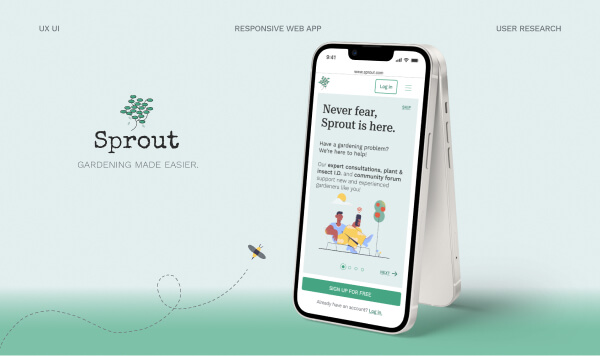 UX UI
RESPONSIVE WEB APP
USER RESEARCH
Sprout
GARDENING MADE EASIER.
9:41
www.sprout.com
Log in
SKIP
Never fear,
Sprout is here.
Have a gardening problem?
We're here to help!
Our expert consultations, plant &
insect I.D. and community forum
support new and experienced
gardeners like you!
NEXT
SIGN UP FOR FREE
Already have an account? Log in.